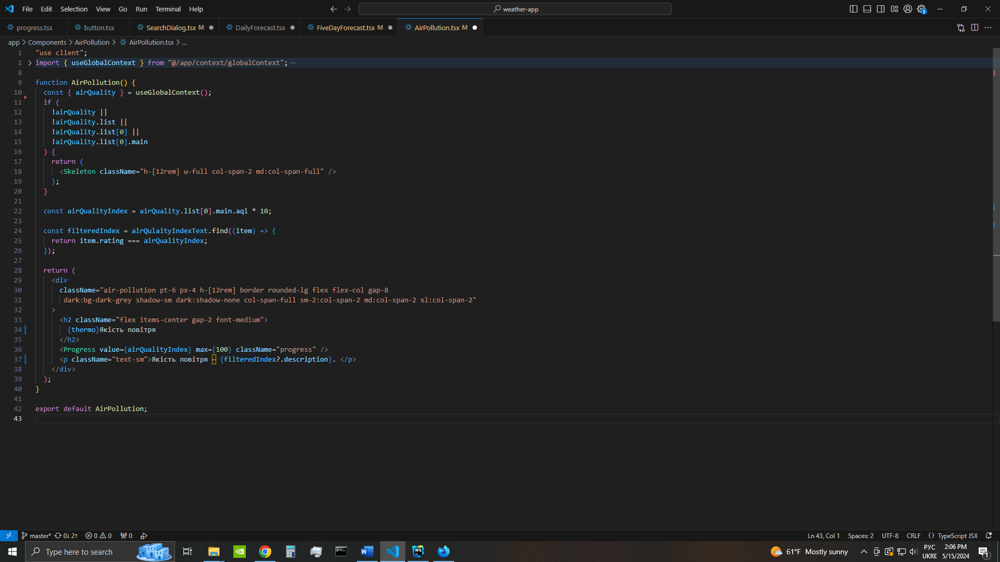 File Edit Selection View Go Run Terminal Help weather-app
progress.tsx button.tsx SearchDialog.tsx M DailyForecast.tsx FiveDayForecast.tsx M AirPollution.tsx M
app > Components > AirPollution > AirPollution.tsx > ...
1 "use client";
2 import { useGlobalContext } from "@/app/context/globalContext"; ...
8
9 function AirPollution() {
10 const { airQuality } = useGlobalContext();
11 if (
12 !airQuality ||
13 !airQuality.list ||
14 !airQuality.list[0] ||
15 !airQuality.list[0].main
16 ) {
17 return (
18 <Skeleton className="h-[12rem] w-full col-span-2 md:col-span-full" />
19 );
20 }
21
22 const airQualityIndex = airQuality.list[0].main.aqi * 10;
23
24 const filteredIndex = airQulaityIndexText.find((item) => {
25 return item.rating === airQualityIndex;
26 });
27
28 return (
29 <div
30 className="air-pollution pt-6 px-4 h-[12rem] border rounded-lg flex flex-col gap-8
31 dark:bg-dark-grey shadow-sm dark:shadow-none col-span-full sm-2:col-span-2 md:col-span-2 xl:col-span-2"
32 >
33 <h2 className="flex items-center gap-2 font-medium">
34 {thermo}Якість повітря
35 </h2>
36 <Progress value={airQualityIndex} max={100} className="progress" />
37 <p className="text-sm">Якість повітря – {filteredIndex?.description}. </p>
38 </div>
39 );
40 }
41
42 export default AirPollution;
43
master* 0↓ 2↑ 0 0 0 Ln 43, Col 1 Spaces: 2 UTF-8 CRLF {} TypeScript JSX
Type here to search 61°F Mostly sunny РУС 2:06 PM
UKRE 5/15/2024 1